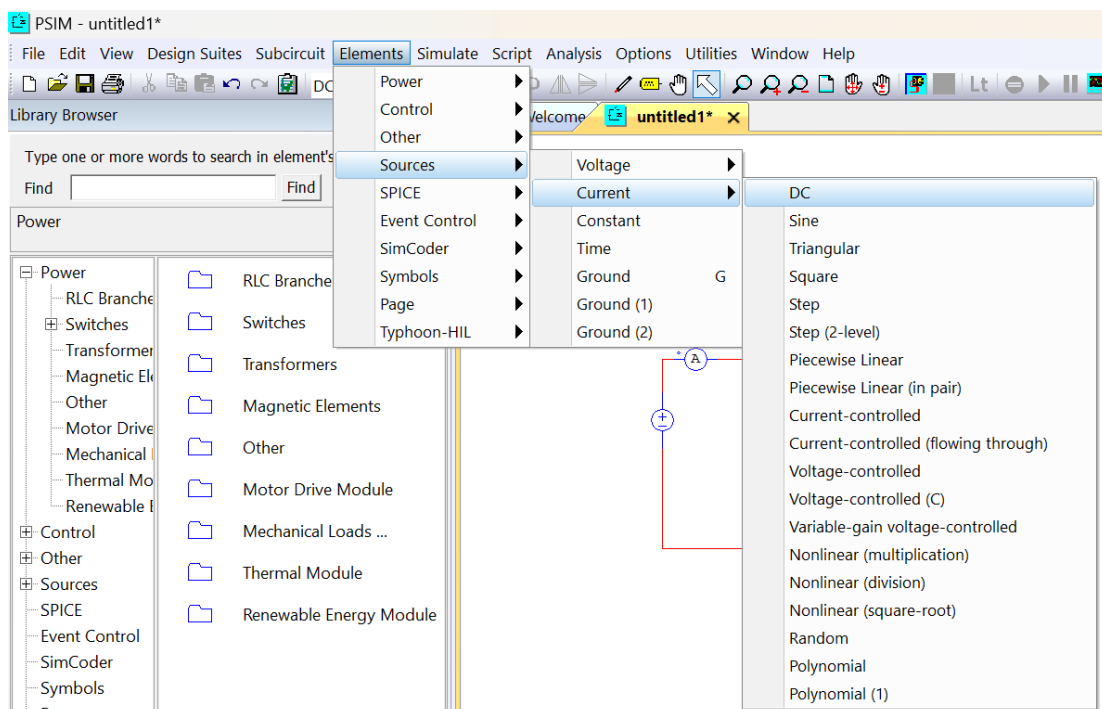 PSIM - untitled1*
File Edit View Design Suites Subcircuit Elements Simulate Script Analysis Options Utilities Window Help
DC
Lt
Library Browser
Welcome
untitled1*
Type one or more words to search in element's
Find
Find
Power
Power
RLC Branche
Switches
Transformer
Magnetic Ele
Other
Motor Drive
Mechanical
Thermal Mo
Renewable E
Control
Other
Sources
SPICE
Event Control
SimCoder
Symbols
RLC Branche
Switches
Transformers
Magnetic Elements
Other
Motor Drive Module
Mechanical Loads ...
Thermal Module
Renewable Energy Module
Power
Control
Other
Sources
SPICE
Event Control
SimCoder
Symbols
Page
Typhoon-HIL
Voltage
Current
Constant
Time
Ground G
Ground (1)
Ground (2)
DC
Sine
Triangular
Square
Step
Step (2-level)
Piecewise Linear
Piecewise Linear (in pair)
Current-controlled
Current-controlled (flowing through)
Voltage-controlled
Voltage-controlled (C)
Variable-gain voltage-controlled
Nonlinear (multiplication)
Nonlinear (division)
Nonlinear (square-root)
Random
Polynomial
Polynomial (1)
A